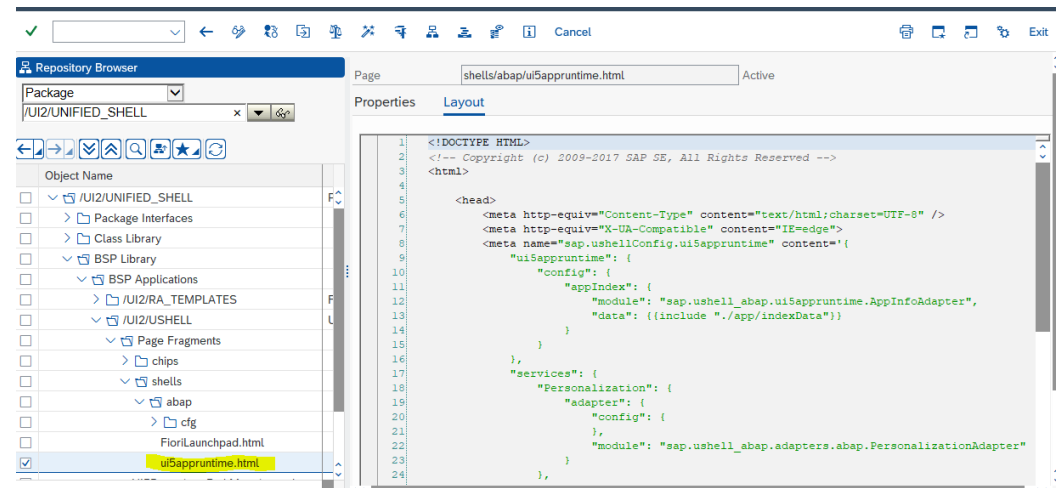 Cancel
Exit
Repository Browser
Package
/UI2/UNIFIED_SHELL
Object Name
/UI2/UNIFIED_SHELL
Package Interfaces
Class Library
BSP Library
BSP Applications
/UI2/RA_TEMPLATES
/UI2/USHELL
Page Fragments
chips
shells
abap
cfg
FioriLaunchpad.html
ui5appruntime.html
Page shells/abap/ui5appruntime.html Active
Properties Layout
1 <!DOCTYPE HTML>
2 <!-- Copyright (c) 2009-2017 SAP SE, All Rights Reserved -->
3 <html>
4
5 <head>
6 <meta http-equiv="Content-Type" content="text/html;charset=UTF-8" />
7 <meta http-equiv="X-UA-Compatible" content="IE=edge">
8 <meta name="sap.ushellConfig.ui5appruntime" content='{
9 "ui5appruntime": {
10 "config": {
11 "appIndex": {
12 "module": "sap.ushell_abap.ui5appruntime.AppInfoAdapter",
13 "data": {{include "./app/indexData"}}
14 }
15 }
16 },
17 "services": {
18 "Personalization": {
19 "adapter": {
20 "config": {
21 },
22 "module": "sap.ushell_abap.adapters.abap.PersonalizationAdapter"
23 }
24 },